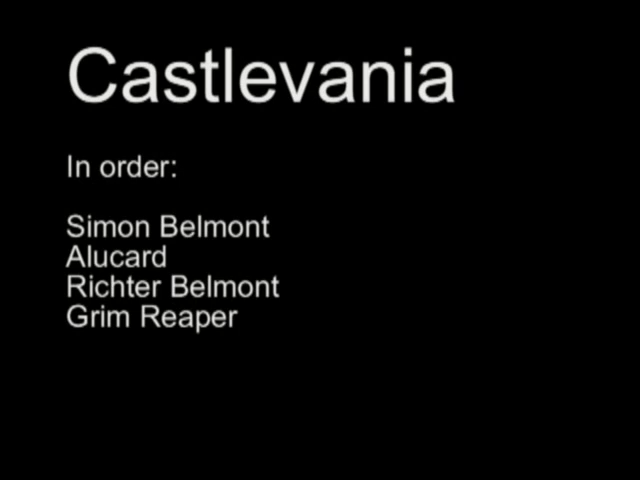 Castlevania
In order:
Simon Belmont
Alucard
Richter Belmont
Grim Reaper